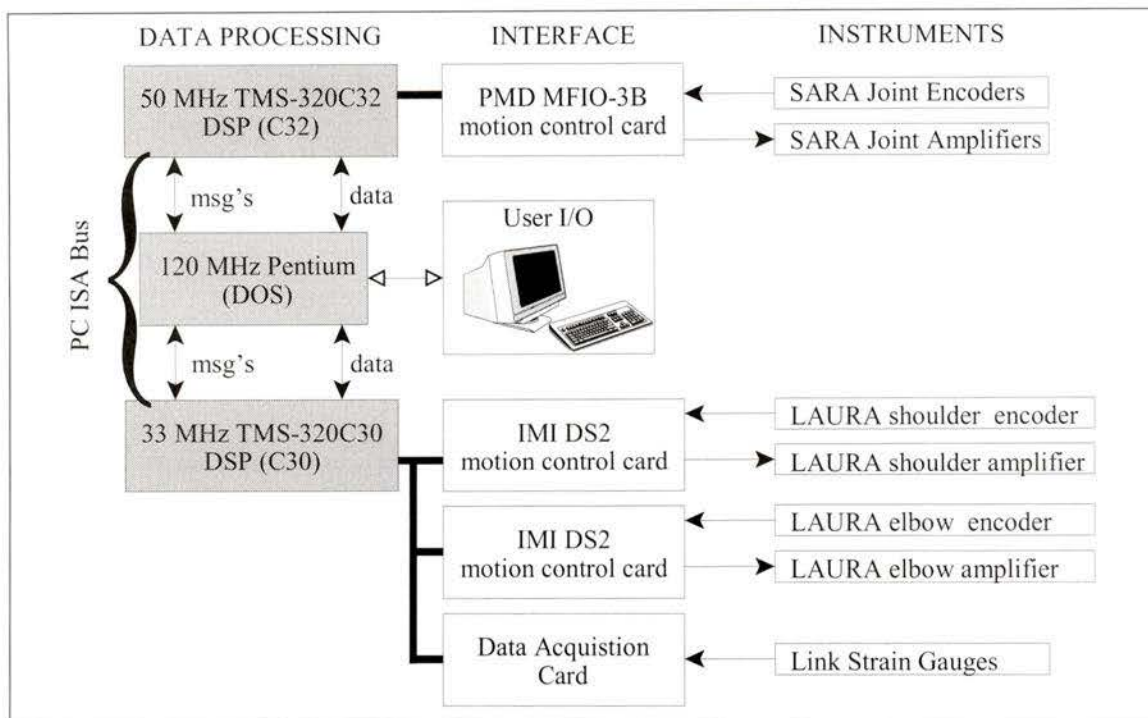 DATA PROCESSING
INTERFACE
INSTRUMENTS
50 MHz TMS-320C32
DSP (C32)
PMD MFIO-3B
motion control card
SARA Joint Encoders
SARA Joint Amplifiers
PC ISA Bus
msg's
data
User I/O
120 MHz Pentium
(DOS)
msg's
data
33 MHz TMS-320C30
DSP (C30)
IMI DS2
motion control card
LAURA shoulder encoder
LAURA shoulder amplifier
IMI DS2
motion control card
LAURA elbow encoder
LAURA elbow amplifier
Data Acquistion
Card
Link Strain Gauges